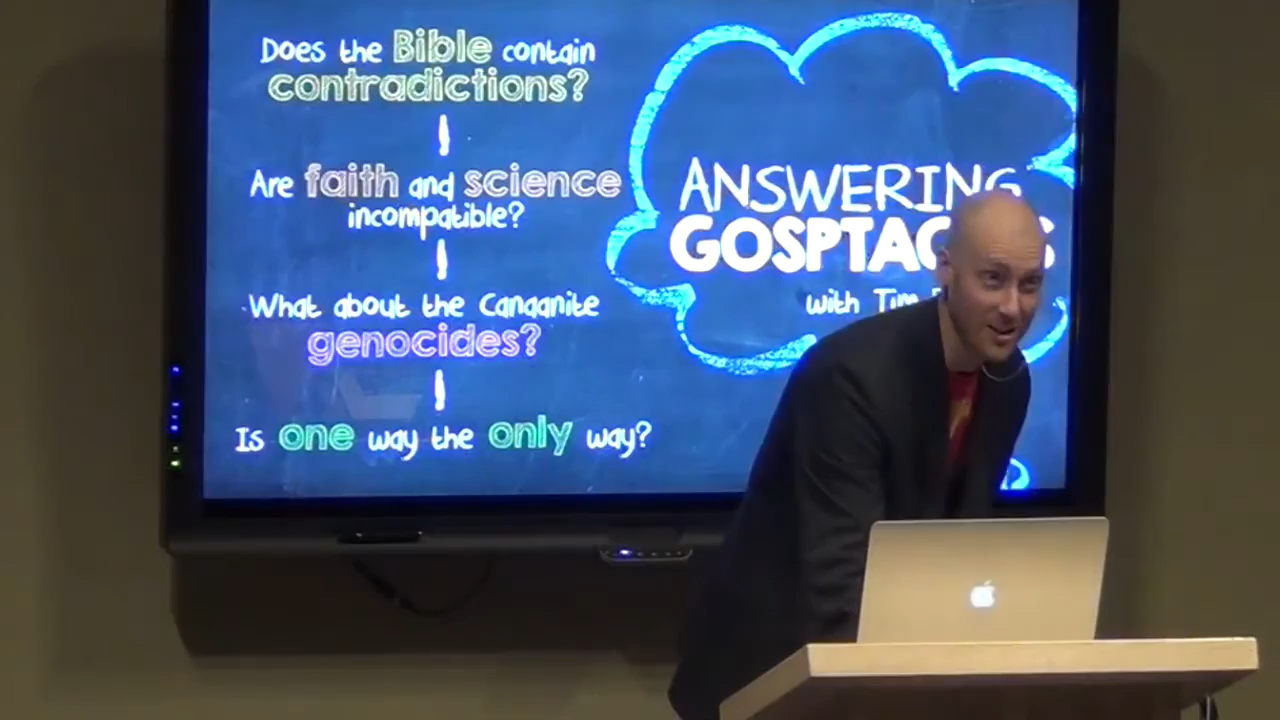 Does the Bible contain
contradictions?
Are faith and science
incompatible?
What about the Canaanite
genocides?
Is one way the only way?
ANSWERING
GOSPTAC
with Tim